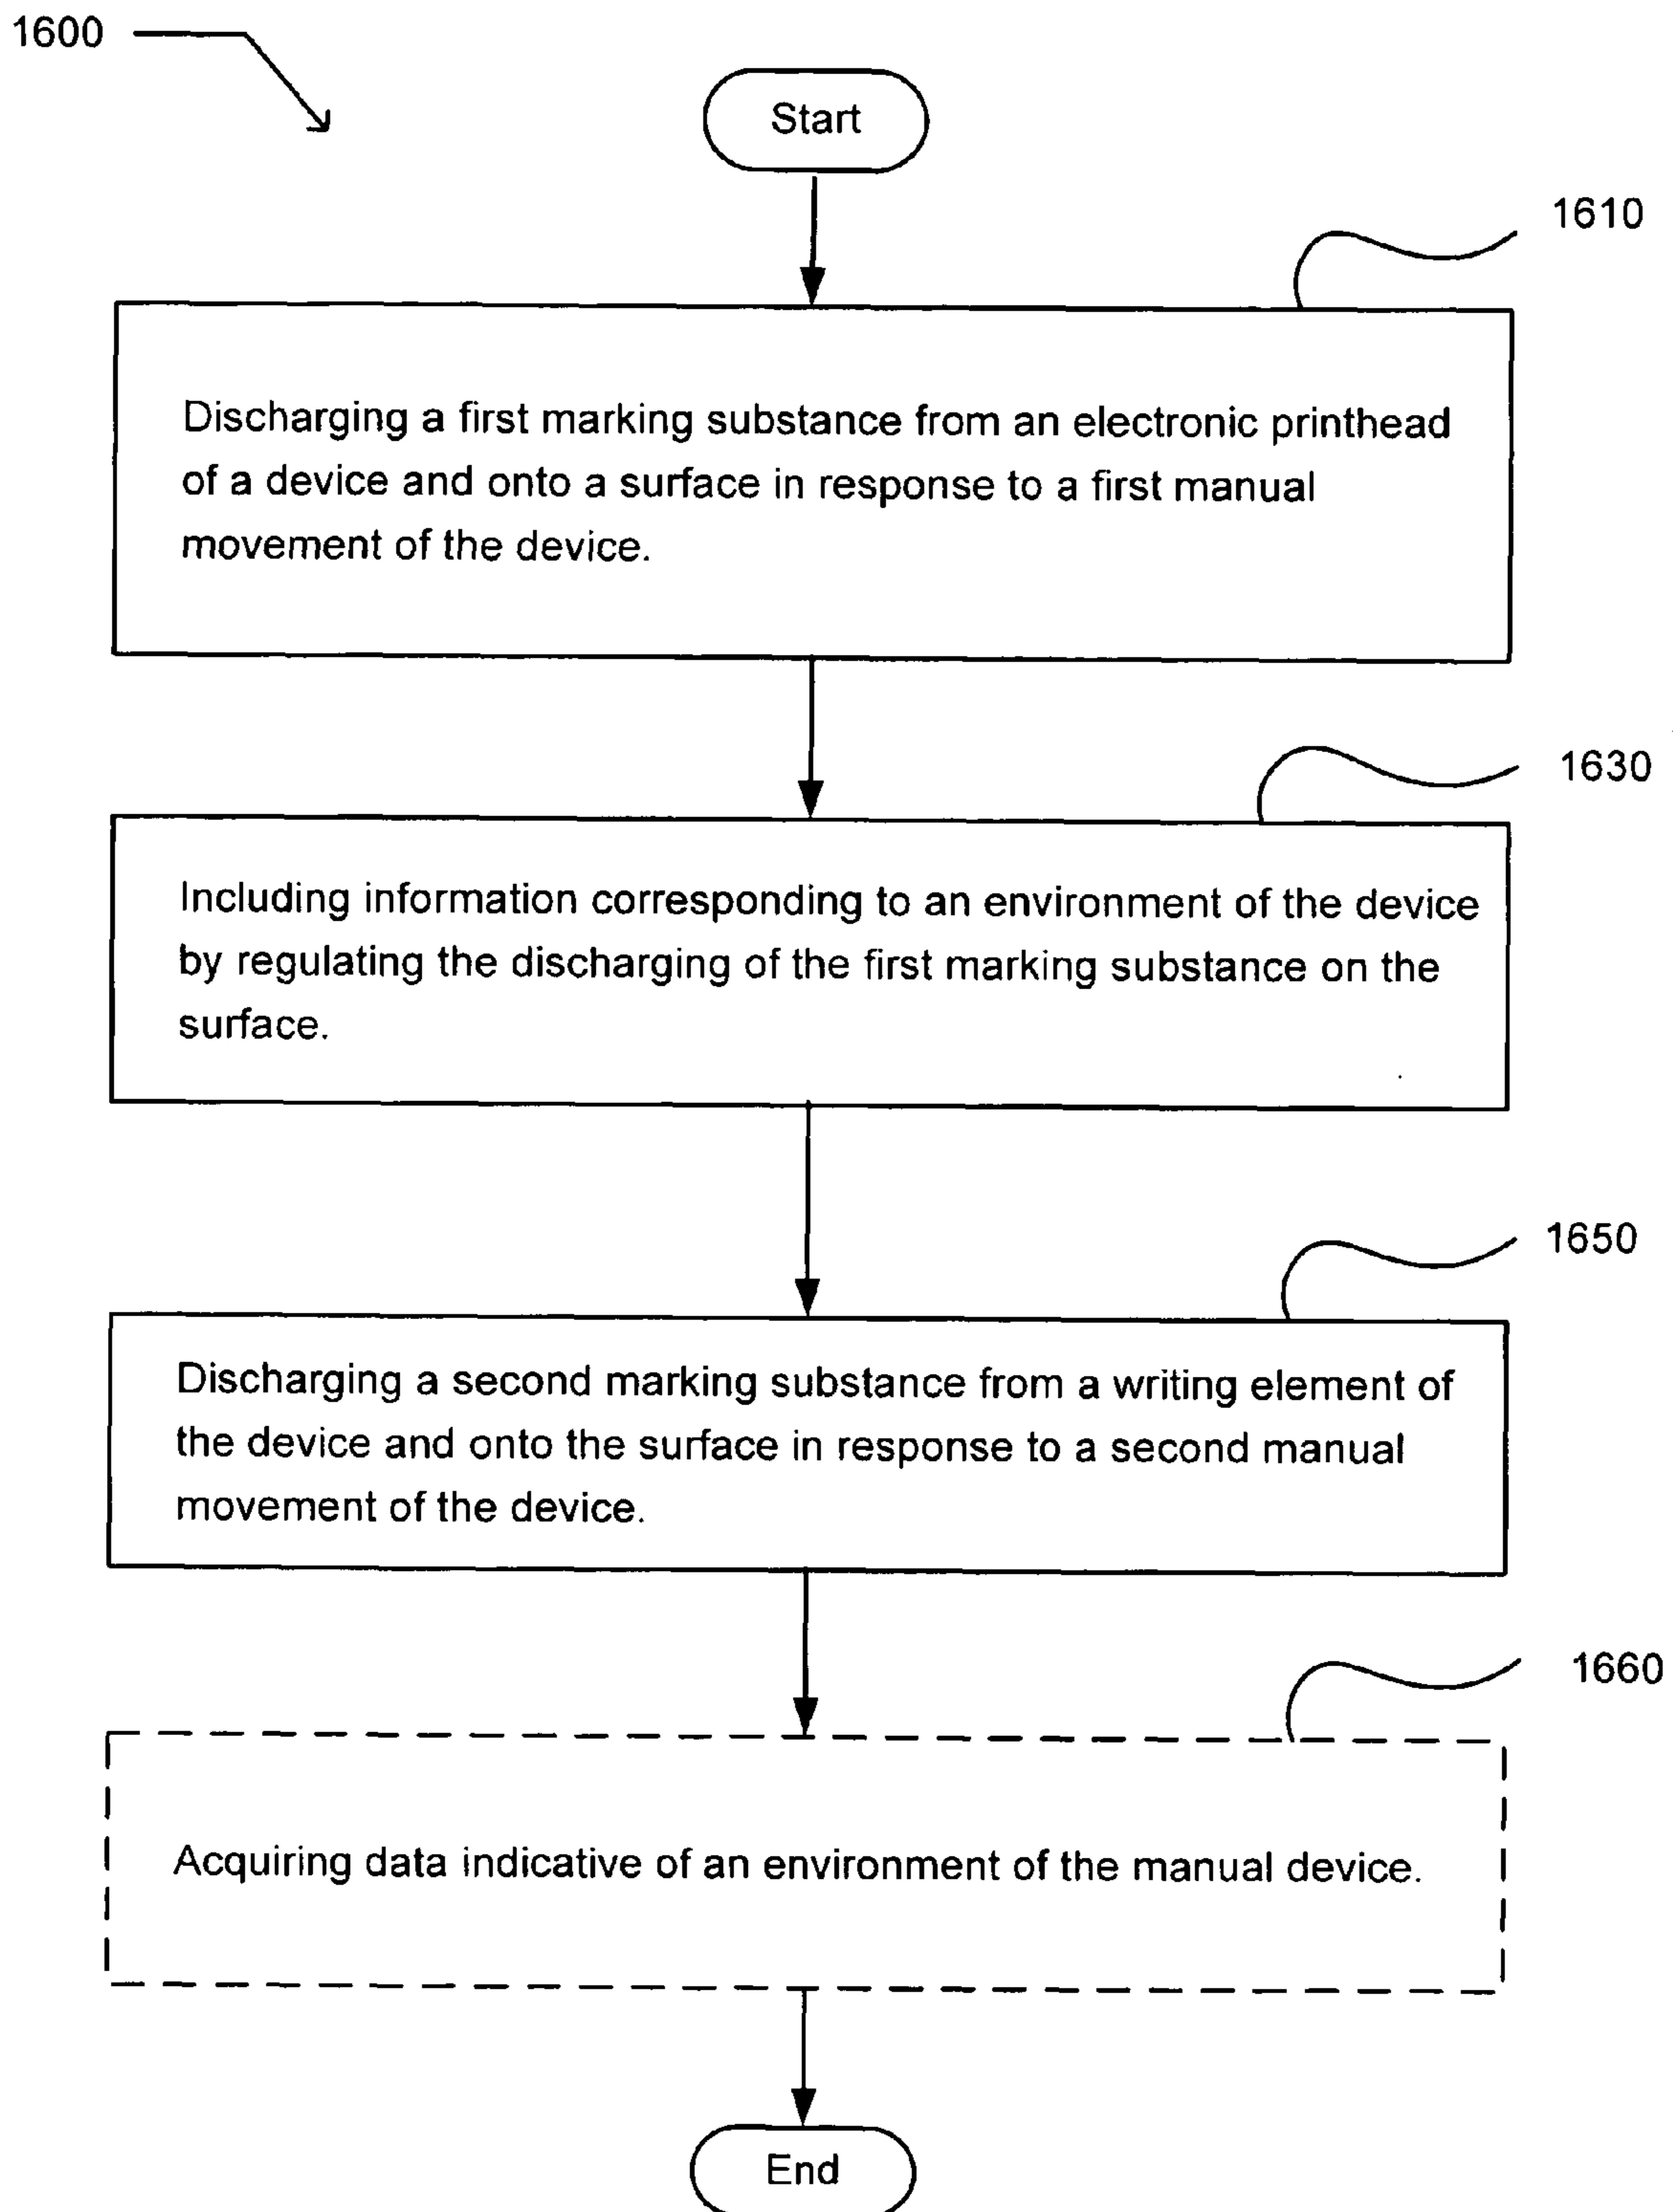 1600
Start
1610
Discharging a first marking substance from an electronic printhead
of a device and onto a surface in response to a first manual
movement of the device.
1630
Including information corresponding to an environment of the device
by regulating the discharging of the first marking substance on the
surface.
1650
Discharging a second marking substance from a writing element of
the device and onto the surface in response to a second manual
movement of the device.
1660
Acquiring data indicative of an environment of the manual device.
End